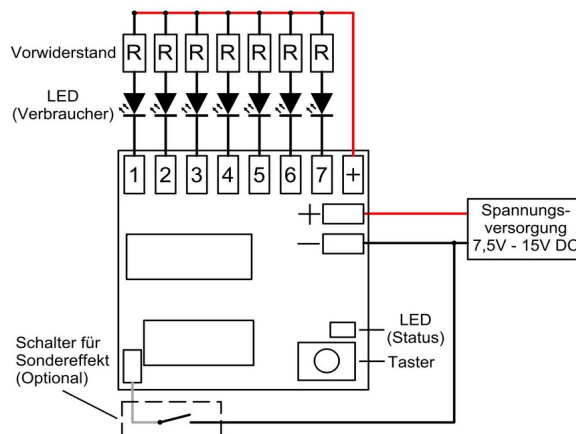 Vorwiderstand
R R R R R R R
LED
(Verbraucher)
1 2 3 4 5 6 7 +
+
−
Spannungs-
versorgung
7,5V - 15V DC
LED
(Status)
Taster
Schalter für
Sondereffekt
(Optional)